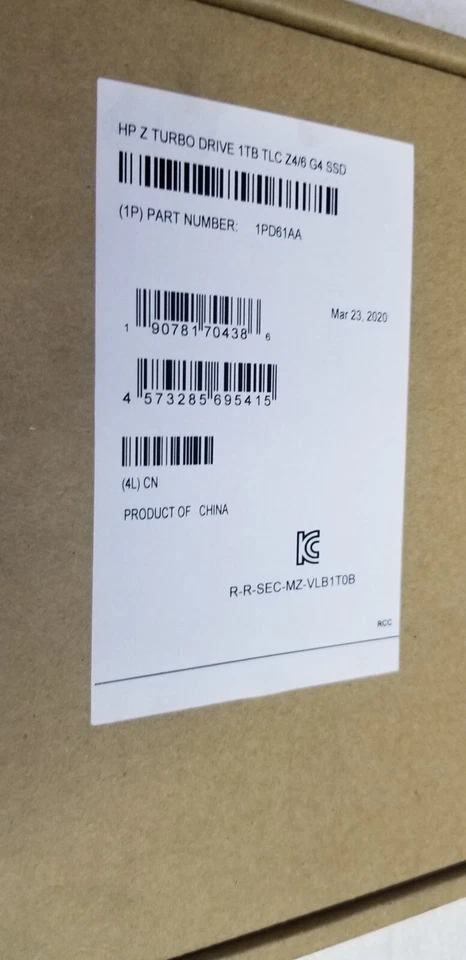 HP Z TURBO DRIVE 1TB TLC Z4/6 G4 SSD
(1P) PART NUMBER: 1PD61AA
Mar 23, 2020
1 90781 70438 6
4 573285 695415
(4L) CN
PRODUCT OF CHINA
KC
R-R-SEC-MZ-VLB1T0B
RCC